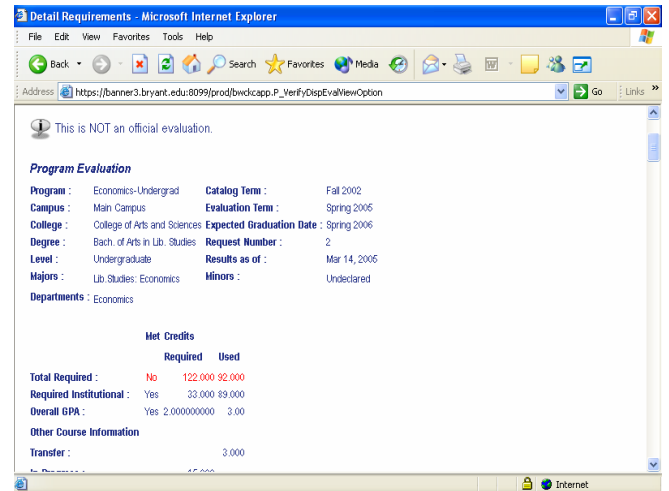 Detail Requirements - Microsoft Internet Explorer
File Edit View Favorites Tools Help
Back Search Favorites Media
Address https://banner3.bryant.edu:8099/prod/bwckcapp.P_VerifyDispEvalViewOption Go Links »
This is NOT an official evaluation.
Program Evaluation
Program : Economics-Undergrad Catalog Term : Fall 2002
Campus : Main Campus Evaluation Term : Spring 2005
College : College of Arts and Sciences Expected Graduation Date : Spring 2006
Degree : Bach. of Arts in Lib. Studies Request Number : 2
Level : Undergraduate Results as of : Mar 14, 2005
Majors : Lib.Studies: Economics Minors : Undeclared
Departments : Economics
Met Credits
Required Used
Total Required : No 122.000 92.000
Required Institutional : Yes 33.000 89.000
Overall GPA : Yes 2.000000000 3.00
Other Course Information
Transfer : 3.000
Internet